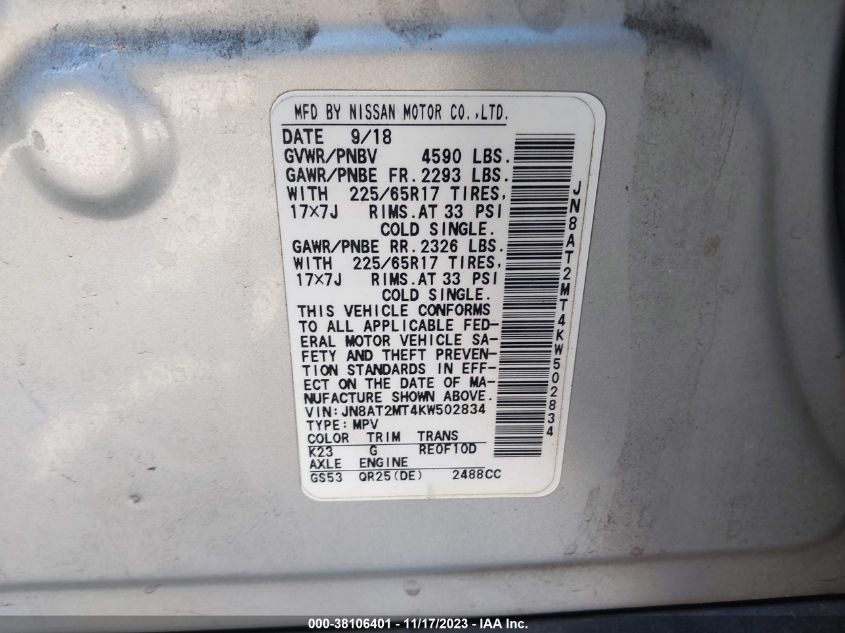 MFD BY NISSAN MOTOR CO.,LTD.
DATE 9/18
GVWR/PNBV 4590 LBS.
GAWR/PNBE FR.2293 LBS.
WITH 225/65R17 TIRES,
17×7J RIMS.AT 33 PSI
COLD SINGLE.
GAWR/PNBE RR.2326 LBS.
WITH 225/65R17 TIRES,
17×7J RIMS.AT 33 PSI
COLD SINGLE.
THIS VEHICLE CONFORMS
TO ALL APPLICABLE FED-
ERAL MOTOR VEHICLE SA-
FETY AND THEFT PREVEN-
TION STANDARDS IN EFF-
ECT ON THE DATE OF MA-
NUFACTURE SHOWN ABOVE.
VIN:JN8AT2MT4KW502834
TYPE:MPV
COLOR TRIM TRANS
K23 G RE0F10D
AXLE ENGINE
GS53 QR25(DE) 2488CC
JN8AT2MT4KW502834
000-38106401 - 11/17/2023 - IAA Inc.